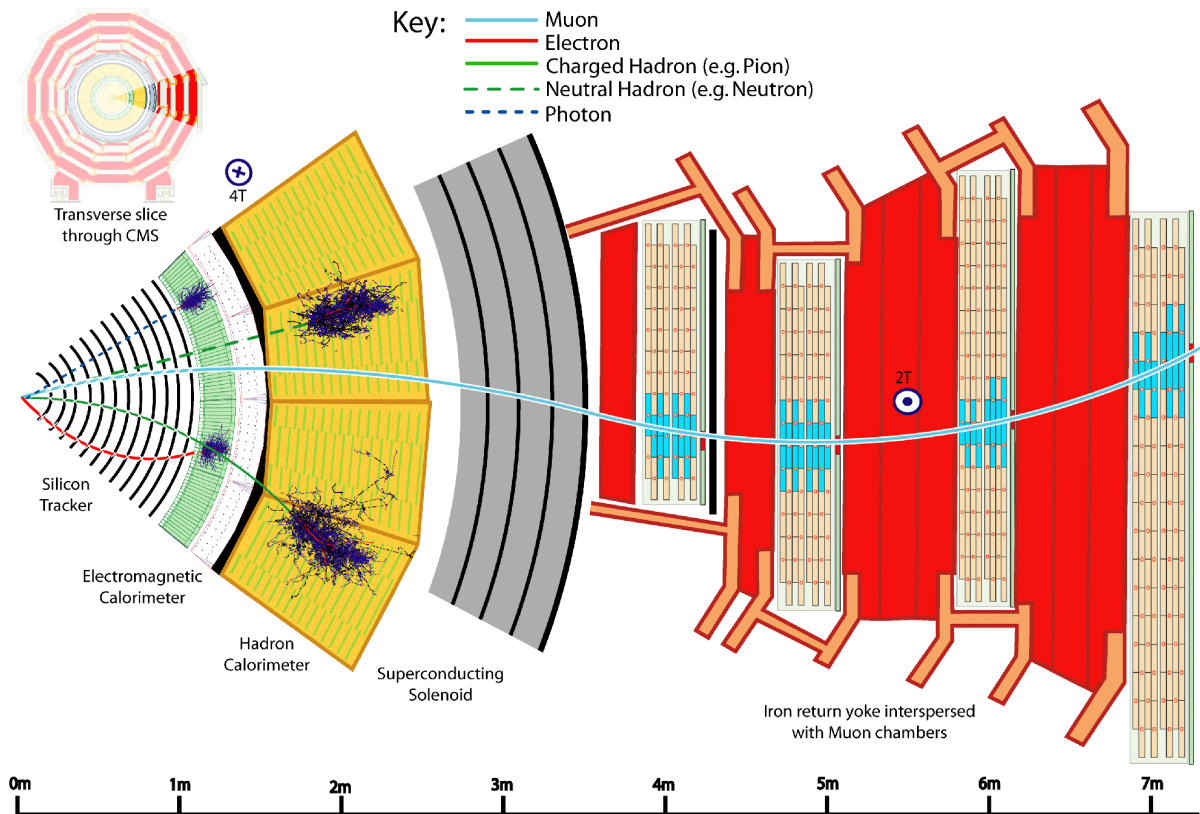 Key:
Muon
Electron
Charged Hadron (e.g. Pion)
Neutral Hadron (e.g. Neutron)
Photon
Transverse slice
through CMS
4T
2T
Silicon
Tracker
Electromagnetic
Calorimeter
Hadron
Calorimeter
Superconducting
Solenoid
Iron return yoke interspersed
with Muon chambers
0m 1m 2m 3m 4m 5m 6m 7m